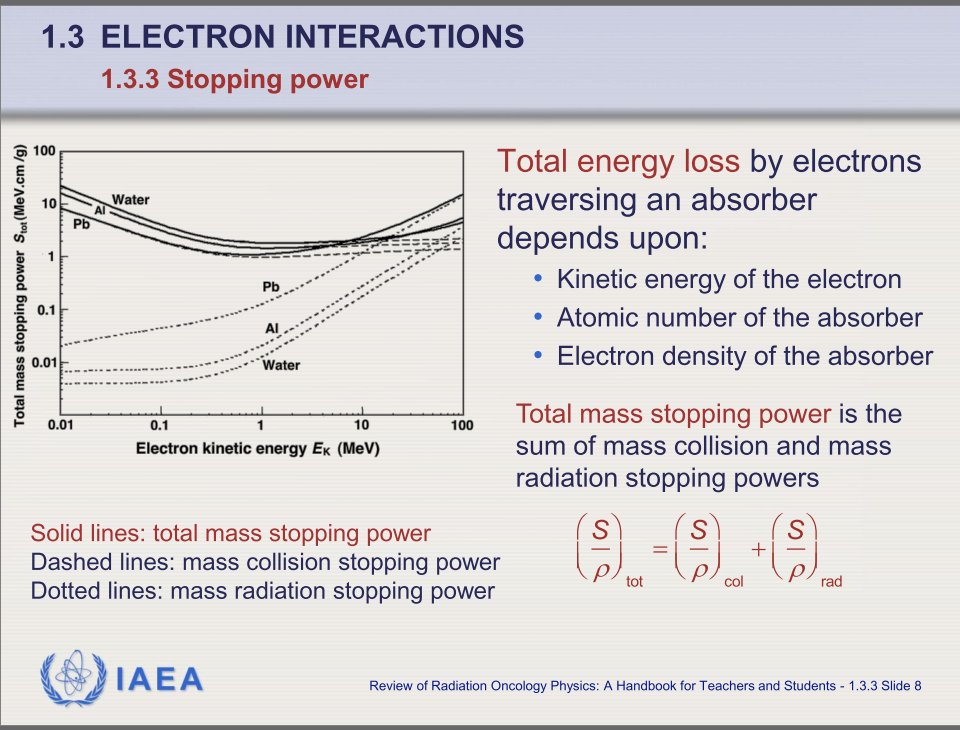 1.3 ELECTRON INTERACTIONS
1.3.3 Stopping power
Total mass stopping power Stot (MeV.cm /g)
100
10
1
0.1
0.01
Water
Al
Pb
Pb
Al
Water
0.01 0.1 1 10 100
Electron kinetic energy EK (MeV)
Total energy loss by electrons
traversing an absorber
depends upon:
• Kinetic energy of the electron
• Atomic number of the absorber
• Electron density of the absorber
Total mass stopping power is the
sum of mass collision and mass
radiation stopping powers
(S/ρ)tot = (S/ρ)col + (S/ρ)rad
Solid lines: total mass stopping power
Dashed lines: mass collision stopping power
Dotted lines: mass radiation stopping power
IAEA
Review of Radiation Oncology Physics: A Handbook for Teachers and Students - 1.3.3 Slide 8